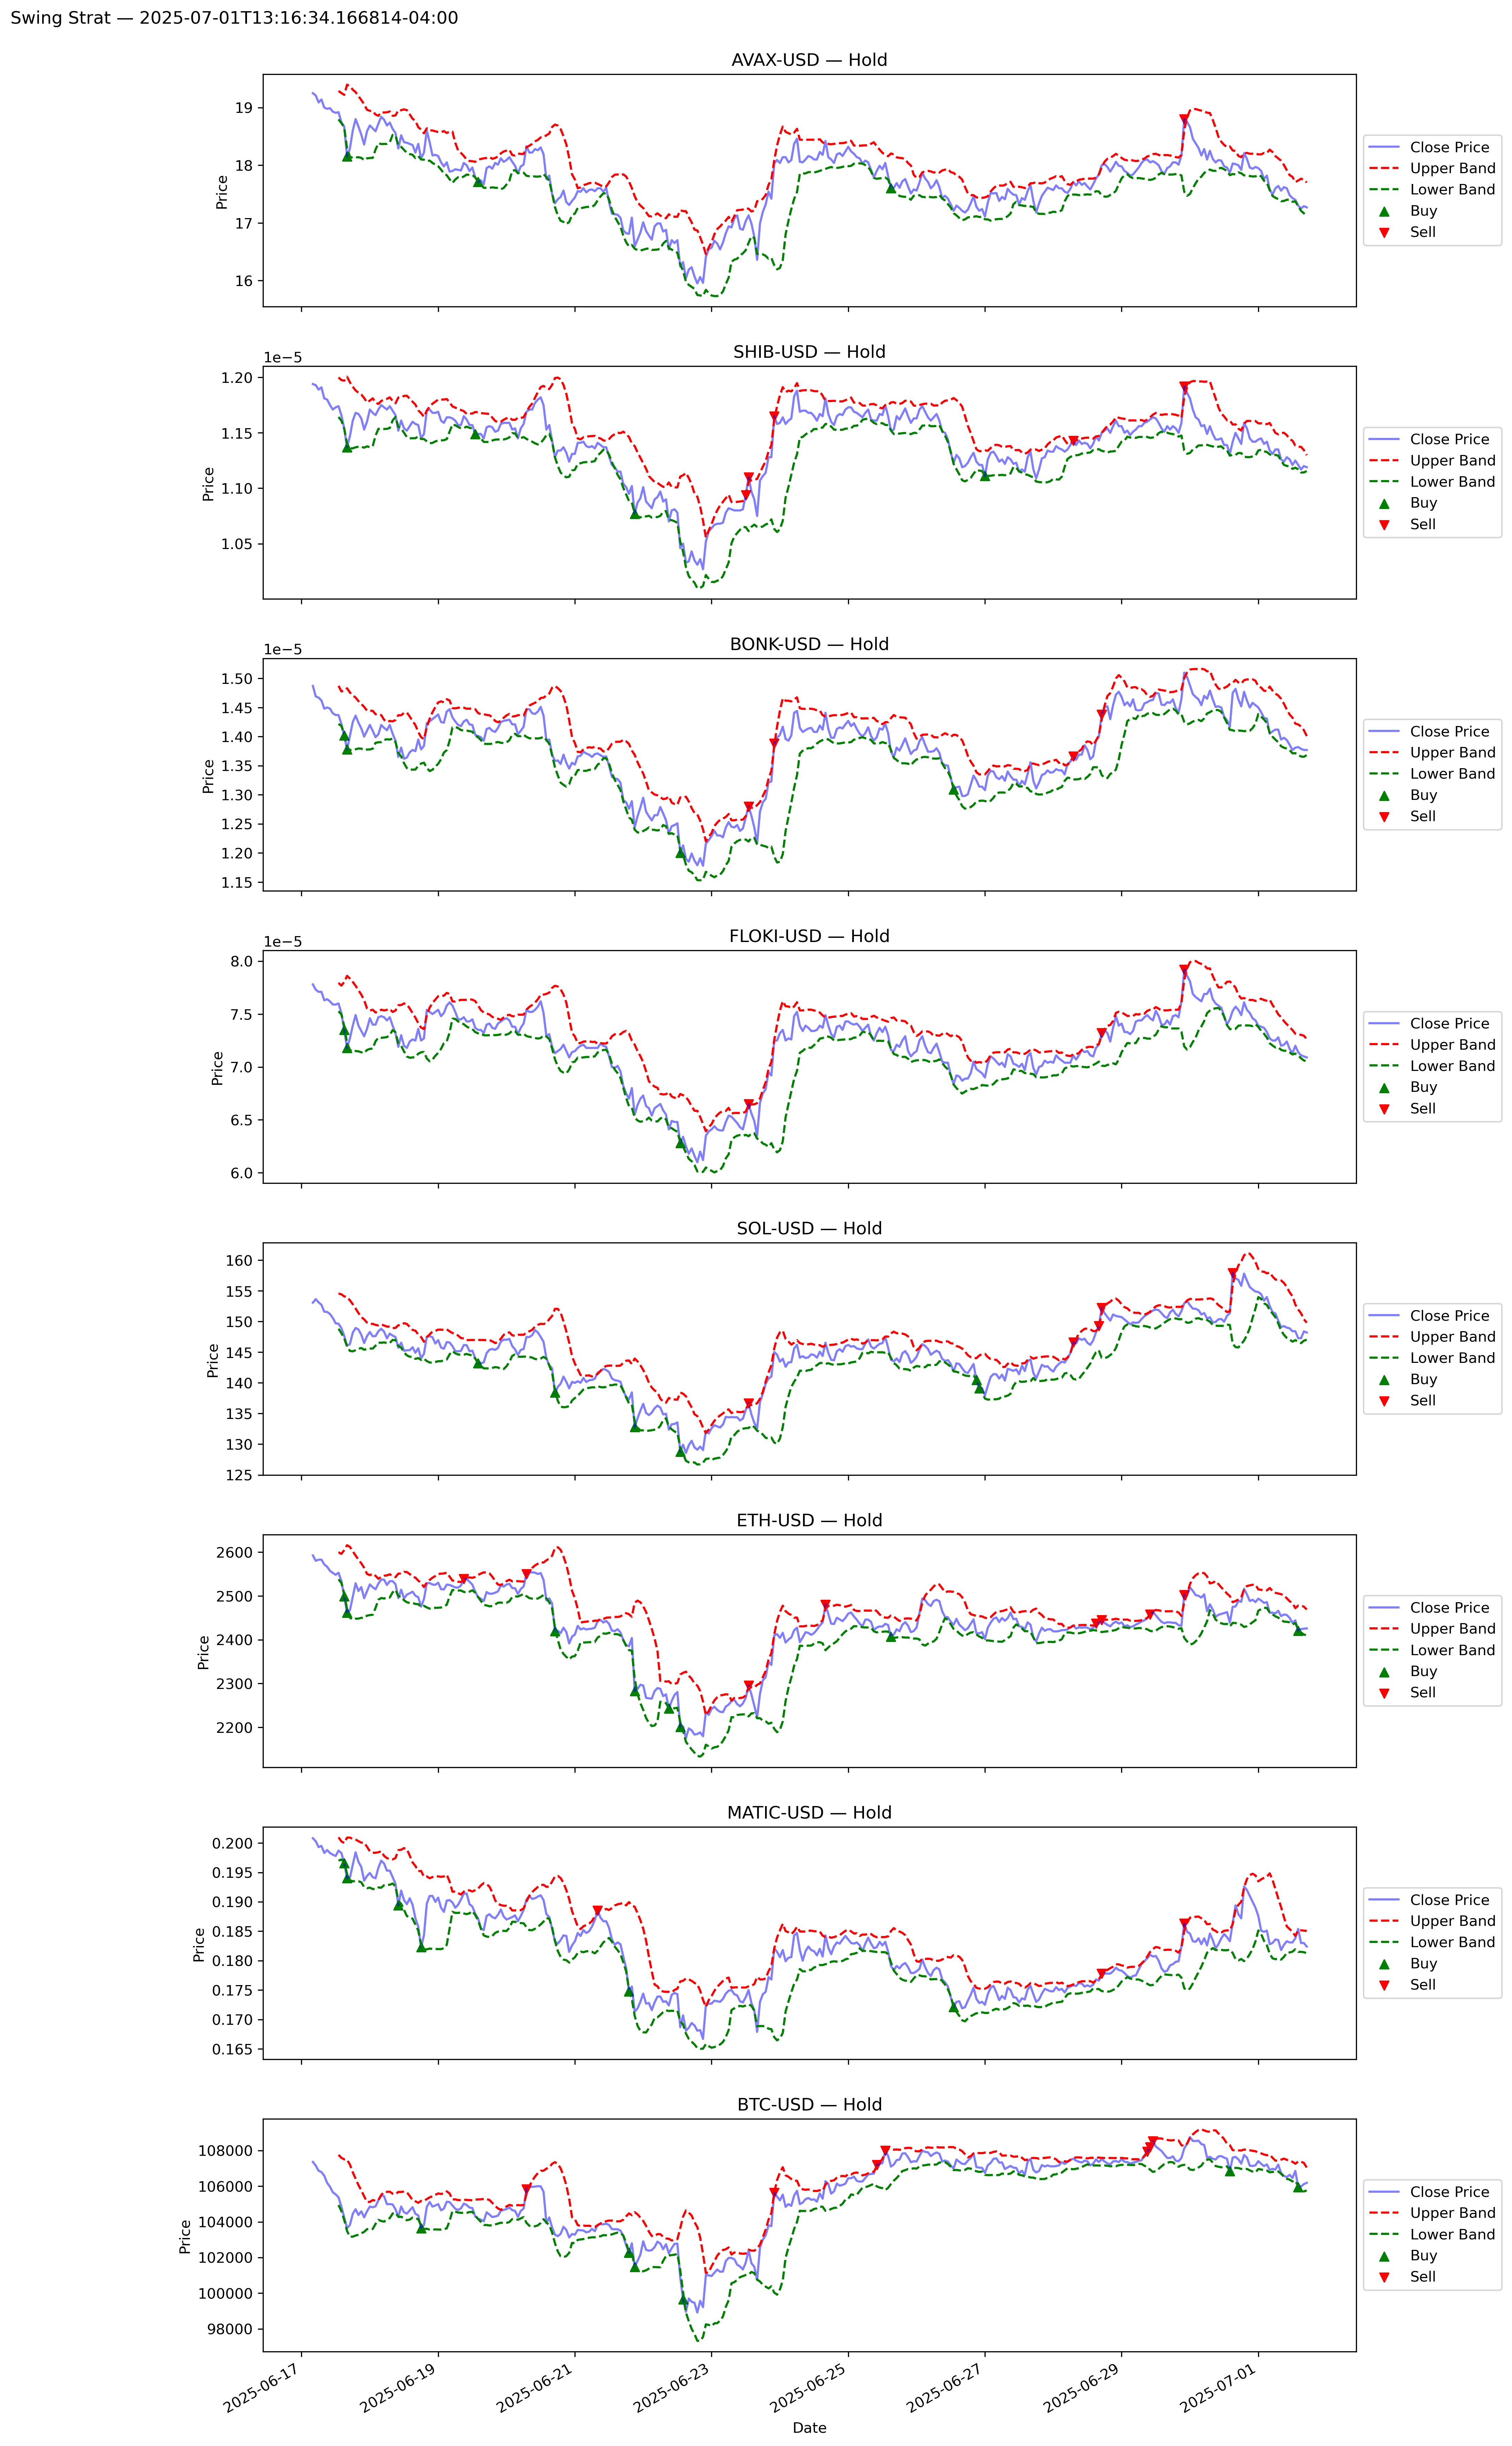 Swing Strat — 2025-07-01T13:16:34.166814-04:00
AVAX-USD — Hold
19
18
17
16
Price
Close Price
Upper Band
Lower Band
Buy
Sell
SHIB-USD — Hold
1e−5
1.20
1.15
1.10
1.05
Price
Close Price
Upper Band
Lower Band
Buy
Sell
BONK-USD — Hold
1e−5
1.50
1.45
1.40
1.35
1.30
1.25
1.20
1.15
Price
Close Price
Upper Band
Lower Band
Buy
Sell
FLOKI-USD — Hold
1e−5
8.0
7.5
7.0
6.5
6.0
Price
Close Price
Upper Band
Lower Band
Buy
Sell
SOL-USD — Hold
160
155
150
145
140
135
130
125
Price
Close Price
Upper Band
Lower Band
Buy
Sell
ETH-USD — Hold
2600
2500
2400
2300
2200
Price
Close Price
Upper Band
Lower Band
Buy
Sell
MATIC-USD — Hold
0.200
0.195
0.190
0.185
0.180
0.175
0.170
0.165
Price
Close Price
Upper Band
Lower Band
Buy
Sell
BTC-USD — Hold
108000
106000
104000
102000
100000
98000
Price
Close Price
Upper Band
Lower Band
Buy
Sell
2025-06-17
2025-06-19
2025-06-21
2025-06-23
2025-06-25
2025-06-27
2025-06-29
2025-07-01
Date